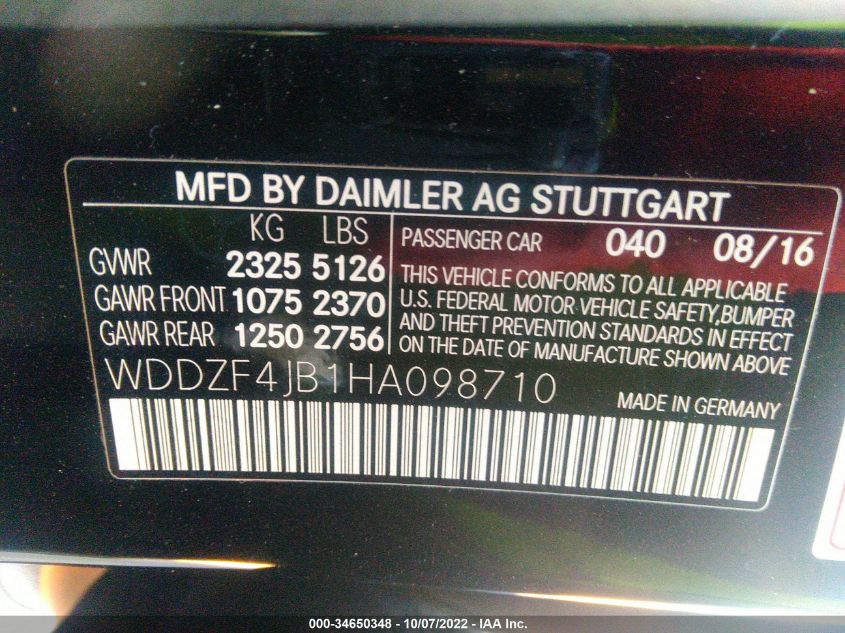 MFD BY DAIMLER AG STUTTGART
KG LBS
GVWR 2325 5126
GAWR FRONT 1075 2370
GAWR REAR 1250 2756
PASSENGER CAR 040 08/16
THIS VEHICLE CONFORMS TO ALL APPLICABLE
U.S. FEDERAL MOTOR VEHICLE SAFETY,BUMPER
AND THEFT PREVENTION STANDARDS IN EFFECT
ON THE DATE OF MANUFACTURE SHOWN ABOVE
WDDZF4JB1HA098710
MADE IN GERMANY
000-34650348 - 10/07/2022 - IAA Inc.